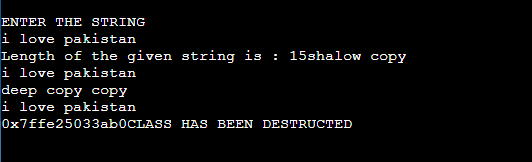 ENTER THE STRING
i love pakistan
Length of the given string is : 15shalow copy
i love pakistan
deep copy copy
i love pakistan
0x7ffe25033ab0CLASS HAS BEEN DESTRUCTED